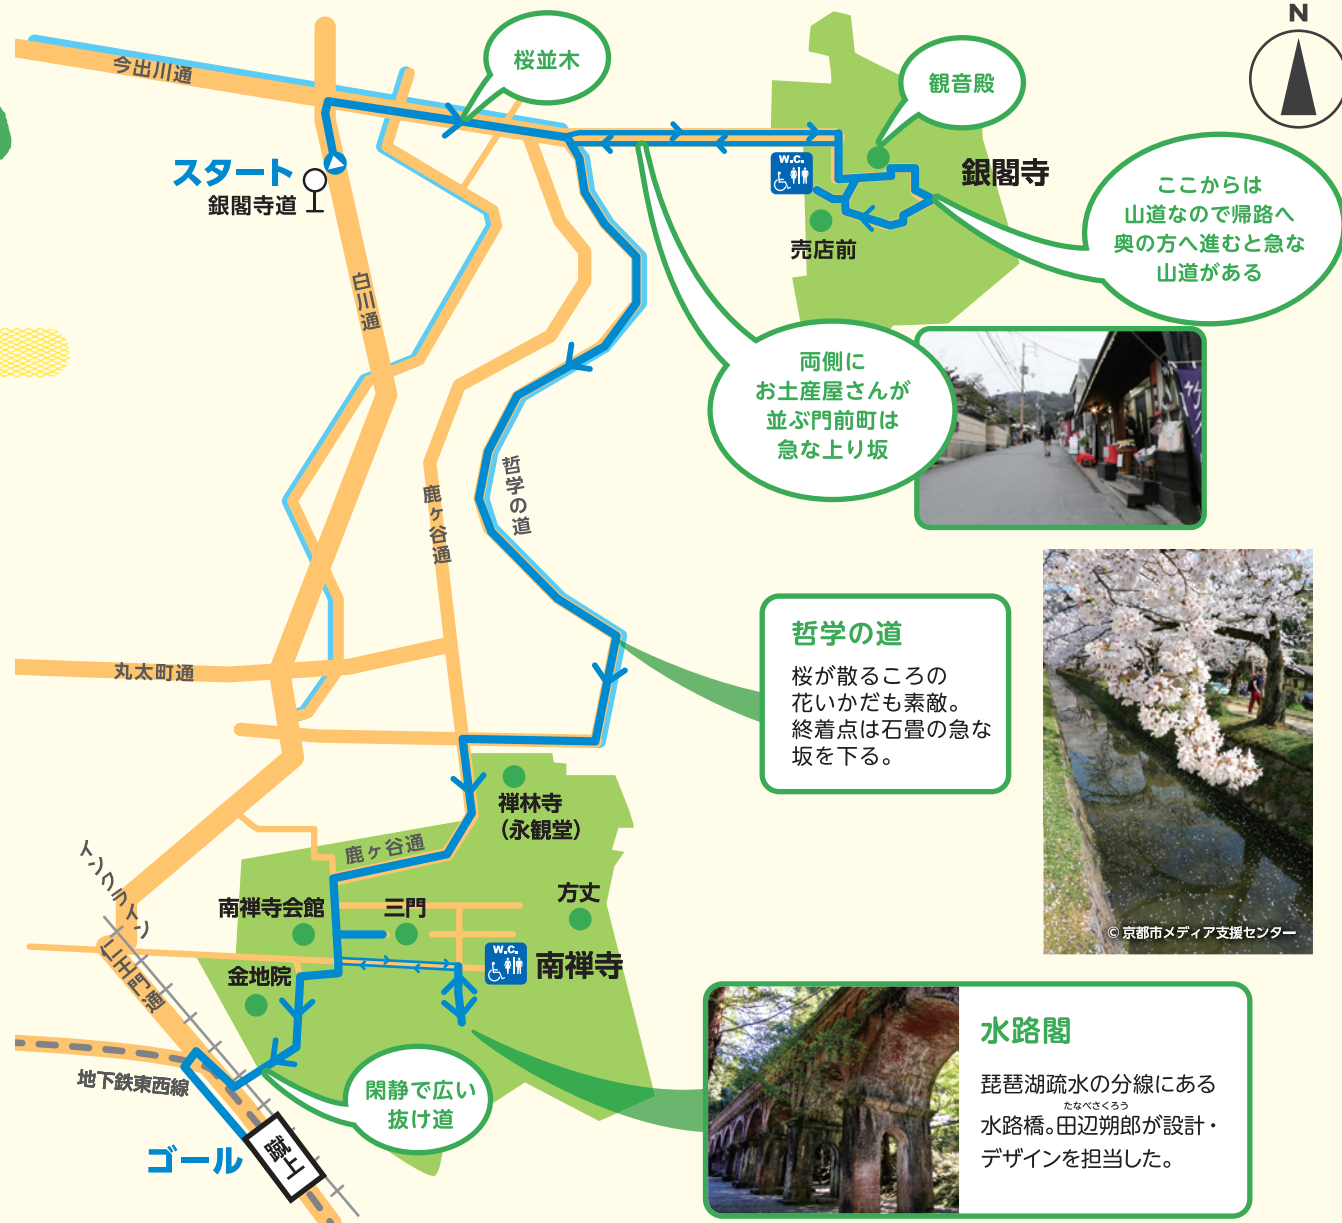 N
今出川通
桜並木
観音殿
W.C.
銀閣寺
スタート
銀閣寺道
売店前
ここからは
山道なので帰路へ
奥の方へ進むと急な
山道がある
白川通
両側に
お土産屋さんが
並ぶ門前町は
急な上り坂
鹿ヶ谷通
哲学の道
哲学の道
桜が散るころの
花いかだも素敵。
終着点は石畳の急な
坂を下る。
丸太町通
禅林寺
（永観堂）
鹿ヶ谷通
インクライン
南禅寺会館
三門
方丈
© 京都市メディア支援センター
仁王門通
金地院
W.C.
南禅寺
水路閣
琵琶湖疏水の分線にある
たなべさくろう
水路橋。田辺朔郎が設計・
デザインを担当した。
地下鉄東西線
閑静で広い
抜け道
ゴール
蹴上